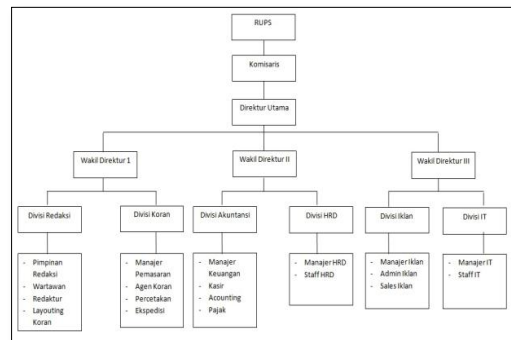 RUPS
Komisaris
Direktur Utama
Wakil Direktur 1
Wakil Direktur II
Wakil Direktur III
Divisi Redaksi
Divisi Koran
Divisi Akuntansi
Divisi HRD
Divisi Iklan
Divisi IT
- Pimpinan
Redaksi
- Wartawan
- Redaktur
- Layouting
Koran
- Manajer
Pemasaran
- Agen Koran
- Percetakan
- Ekspedisi
- Manajer
Keuangan
- Kasir
- Acounting
- Pajak
- Manajer HRD
- Staff HRD
- Manajer Iklan
- Admin Iklan
- Sales Iklan
- Manajer IT
- Staff IT